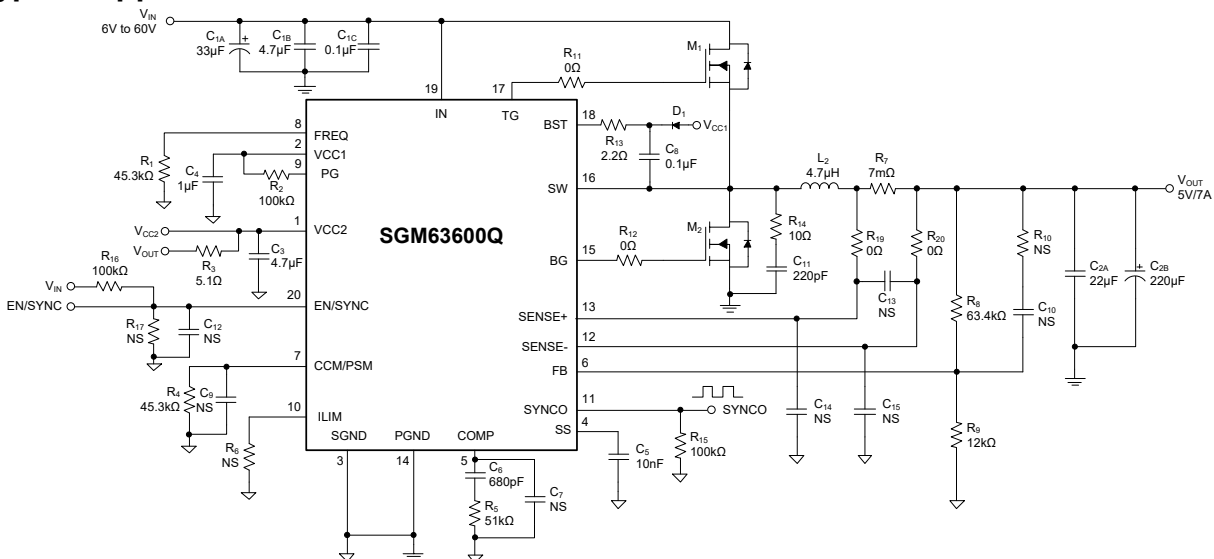 VIN
6V to 60V
C1A
33μF
+
C1B
4.7μF
C1C
0.1μF
19
IN
17
TG
R11
0Ω
M1
8
FREQ
R1
45.3kΩ
2
VCC1
C4
1μF
9
PG
R2
100kΩ
BST
18
R13
2.2Ω
D1
VCC1
C8
0.1μF
SW
16
L2
4.7μH
R7
7mΩ
VOUT
5V/7A
SGM63600Q
1
VCC2
VCC2
VOUT
R3
5.1Ω
C3
4.7μF
BG
15
R12
0Ω
M2
R14
10Ω
C11
220pF
R19
0Ω
R20
0Ω
C13
NS
R10
NS
C10
NS
R8
63.4kΩ
C2A
22μF
+
C2B
220μF
R16
100kΩ
VIN
EN/SYNC
20
EN/SYNC
R17
NS
C12
NS
SENSE+
13
SENSE-
12
FB
6
7
CCM/PSM
R4
45.3kΩ
C9
NS
10
ILIM
R6
NS
SYNCO
11
SYNCO
SS
4
C5
10nF
R15
100kΩ
C14
NS
C15
NS
R9
12kΩ
SGND
3
PGND
14
COMP
5
C6
680pF
R5
51kΩ
C7
NS